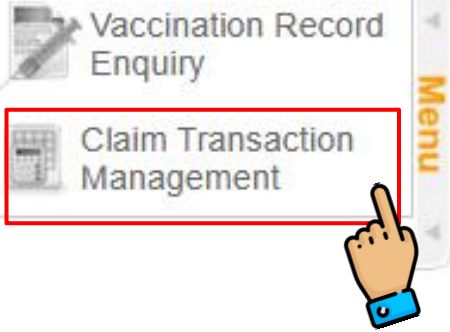 Vaccination Record
Enquiry
Menu
Claim Transaction
Management